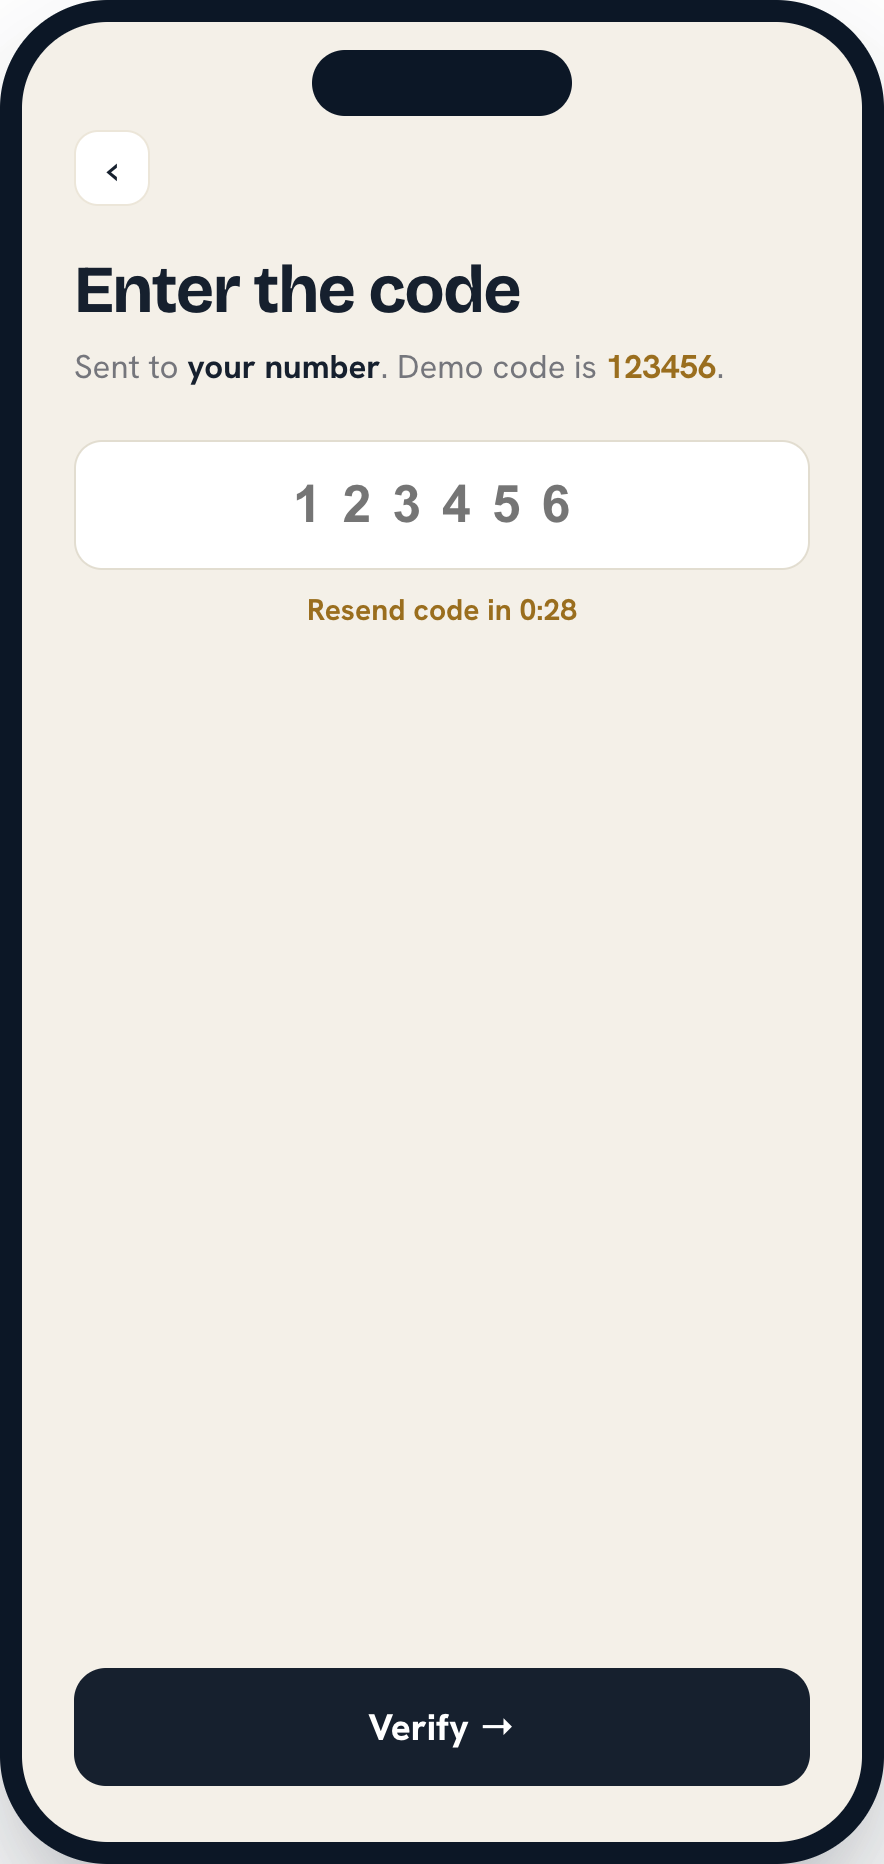 Enter the code
Sent to your number. Demo code is 123456.
1 2 3 4 5 6
Resend code in 0:28
Verify →